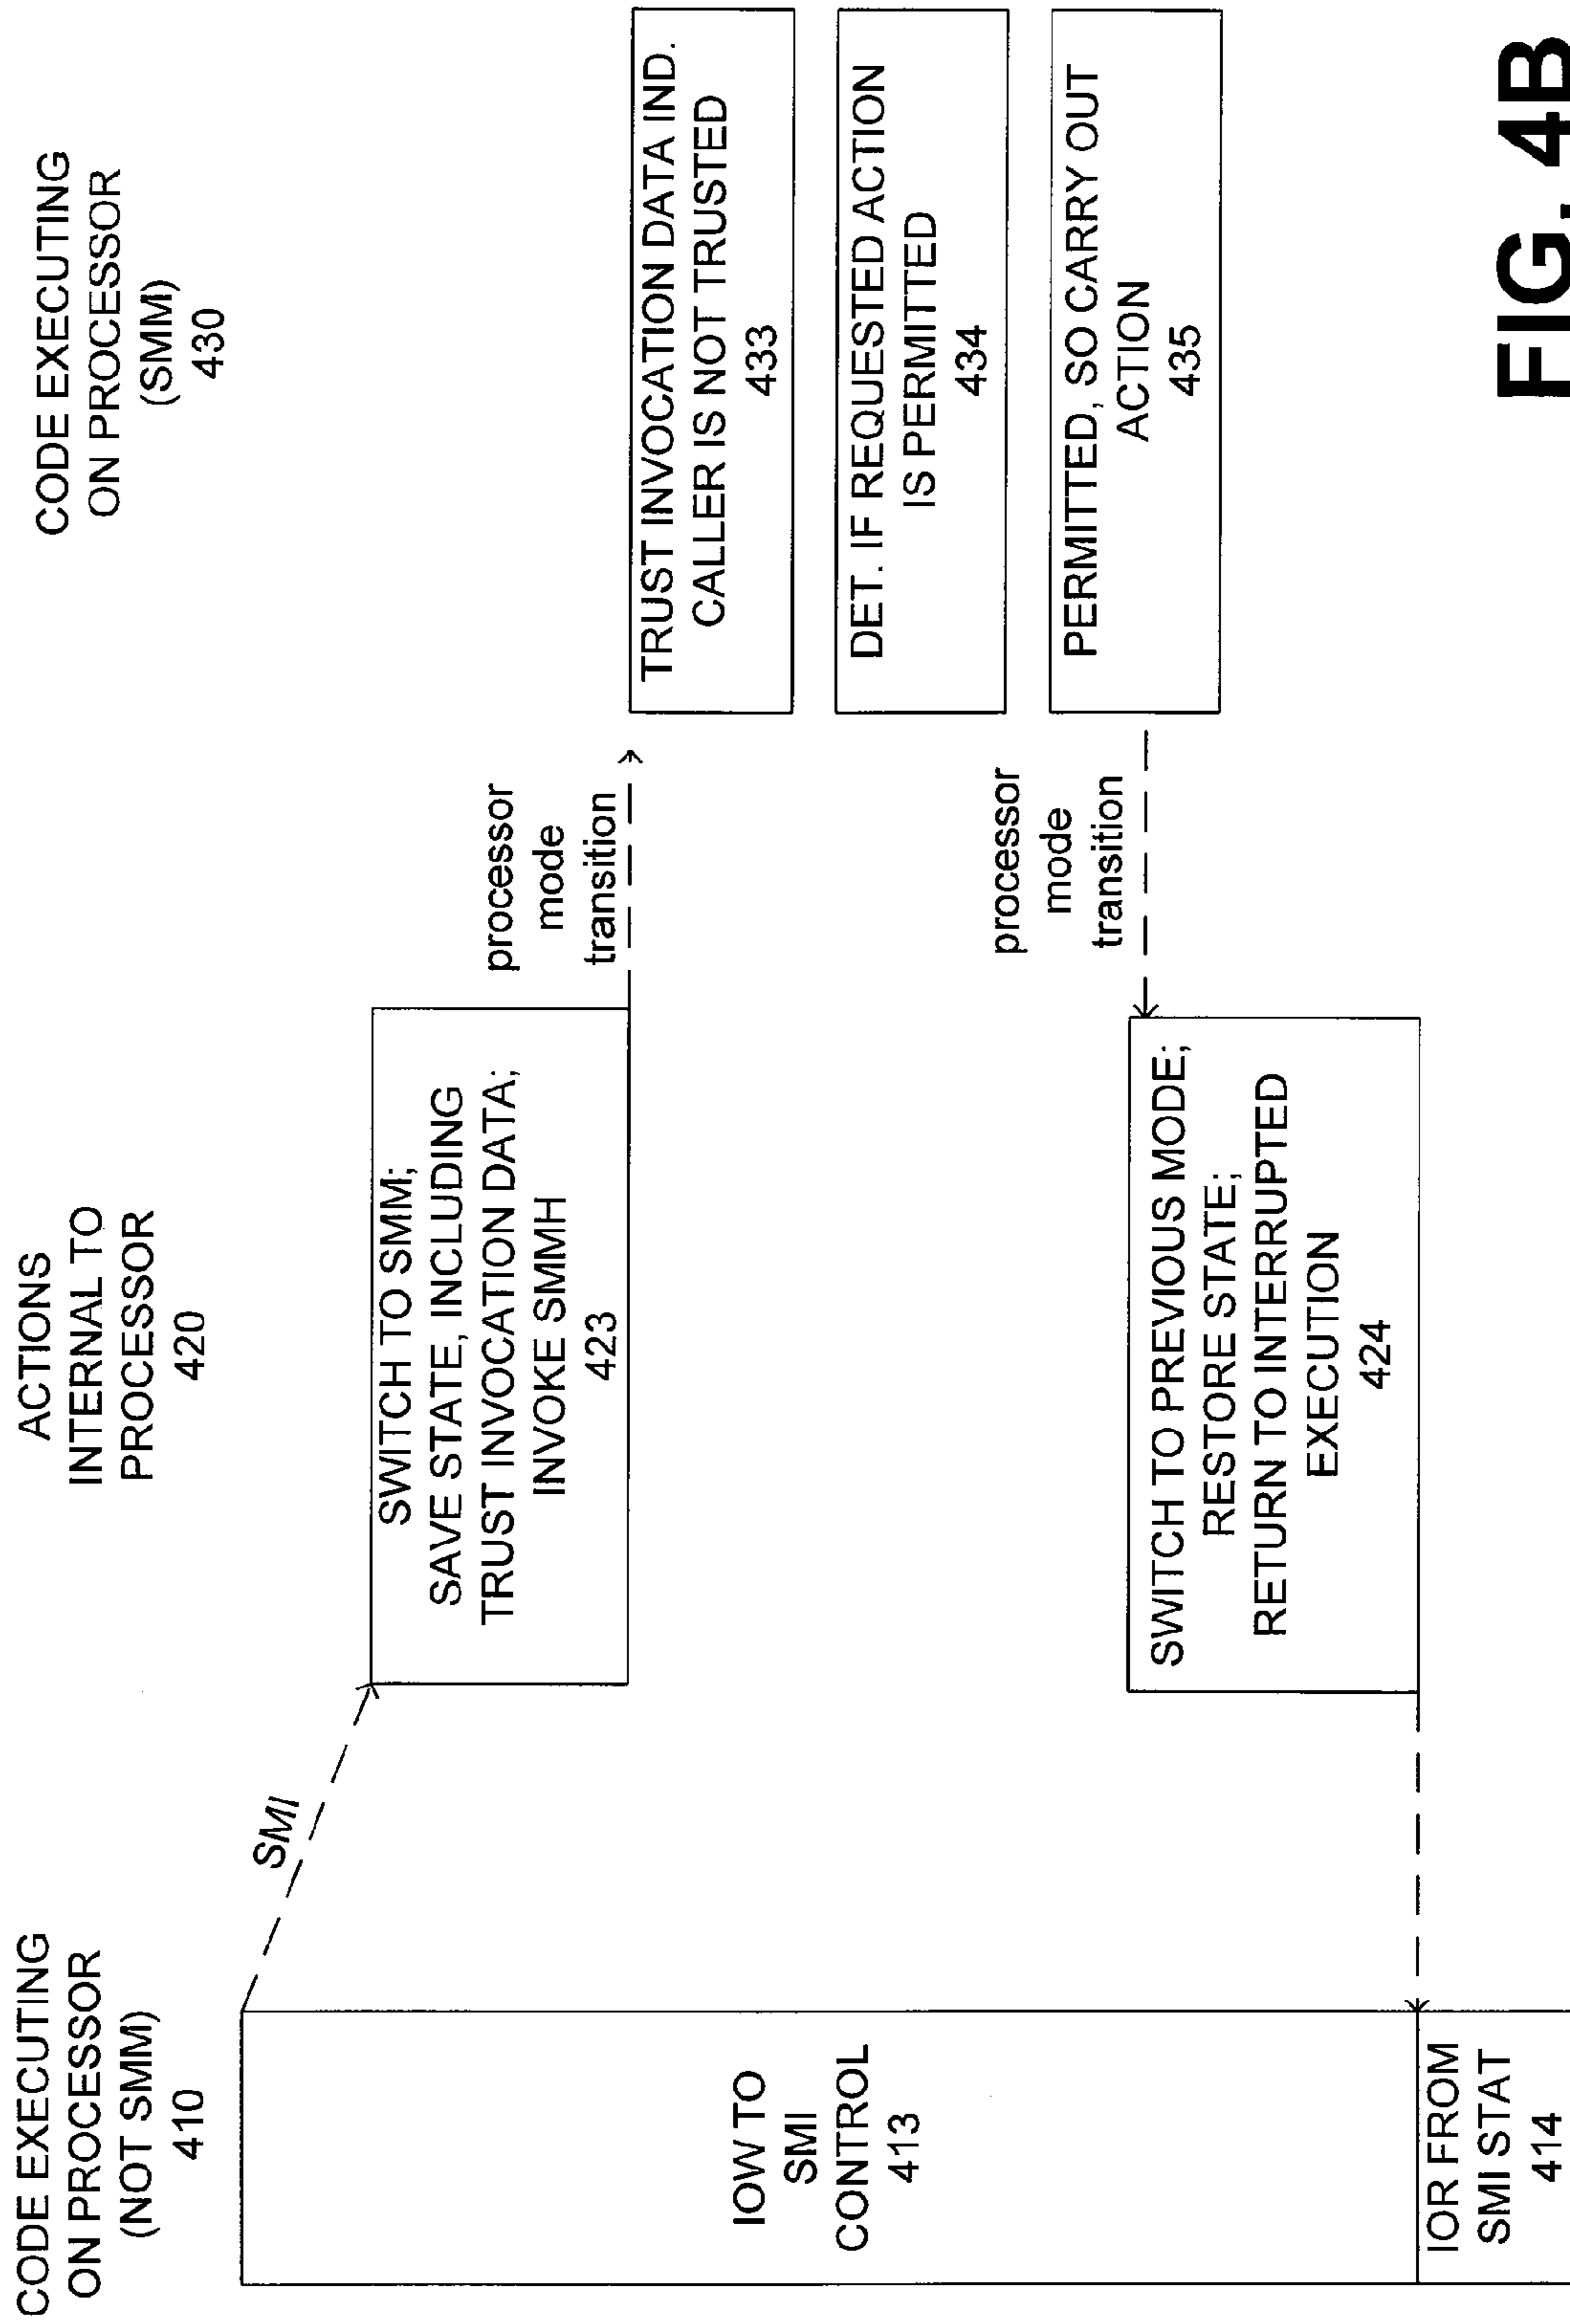 CODE EXECUTING
ON PROCESSOR
(NOT SMM)
410
ACTIONS
INTERNAL TO
PROCESSOR
420
CODE EXECUTING
ON PROCESSOR
(SMM)
430
SMI
IOW TO
SMI
CONTROL
413
SWITCH TO SMM;
SAVE STATE, INCLUDING
TRUST INVOCATION DATA;
INVOKE SMMH
423
processor
mode
transition
TRUST INVOCATION DATA IND.
CALLER IS NOT TRUSTED
433
DET. IF REQUESTED ACTION
IS PERMITTED
434
PERMITTED, SO CARRY OUT
ACTION
435
processor
mode
transition
SWITCH TO PREVIOUS MODE;
RESTORE STATE;
RETURN TO INTERRUPTED
EXECUTION
424
IOR FROM
SMI STAT
414
FIG. 4B